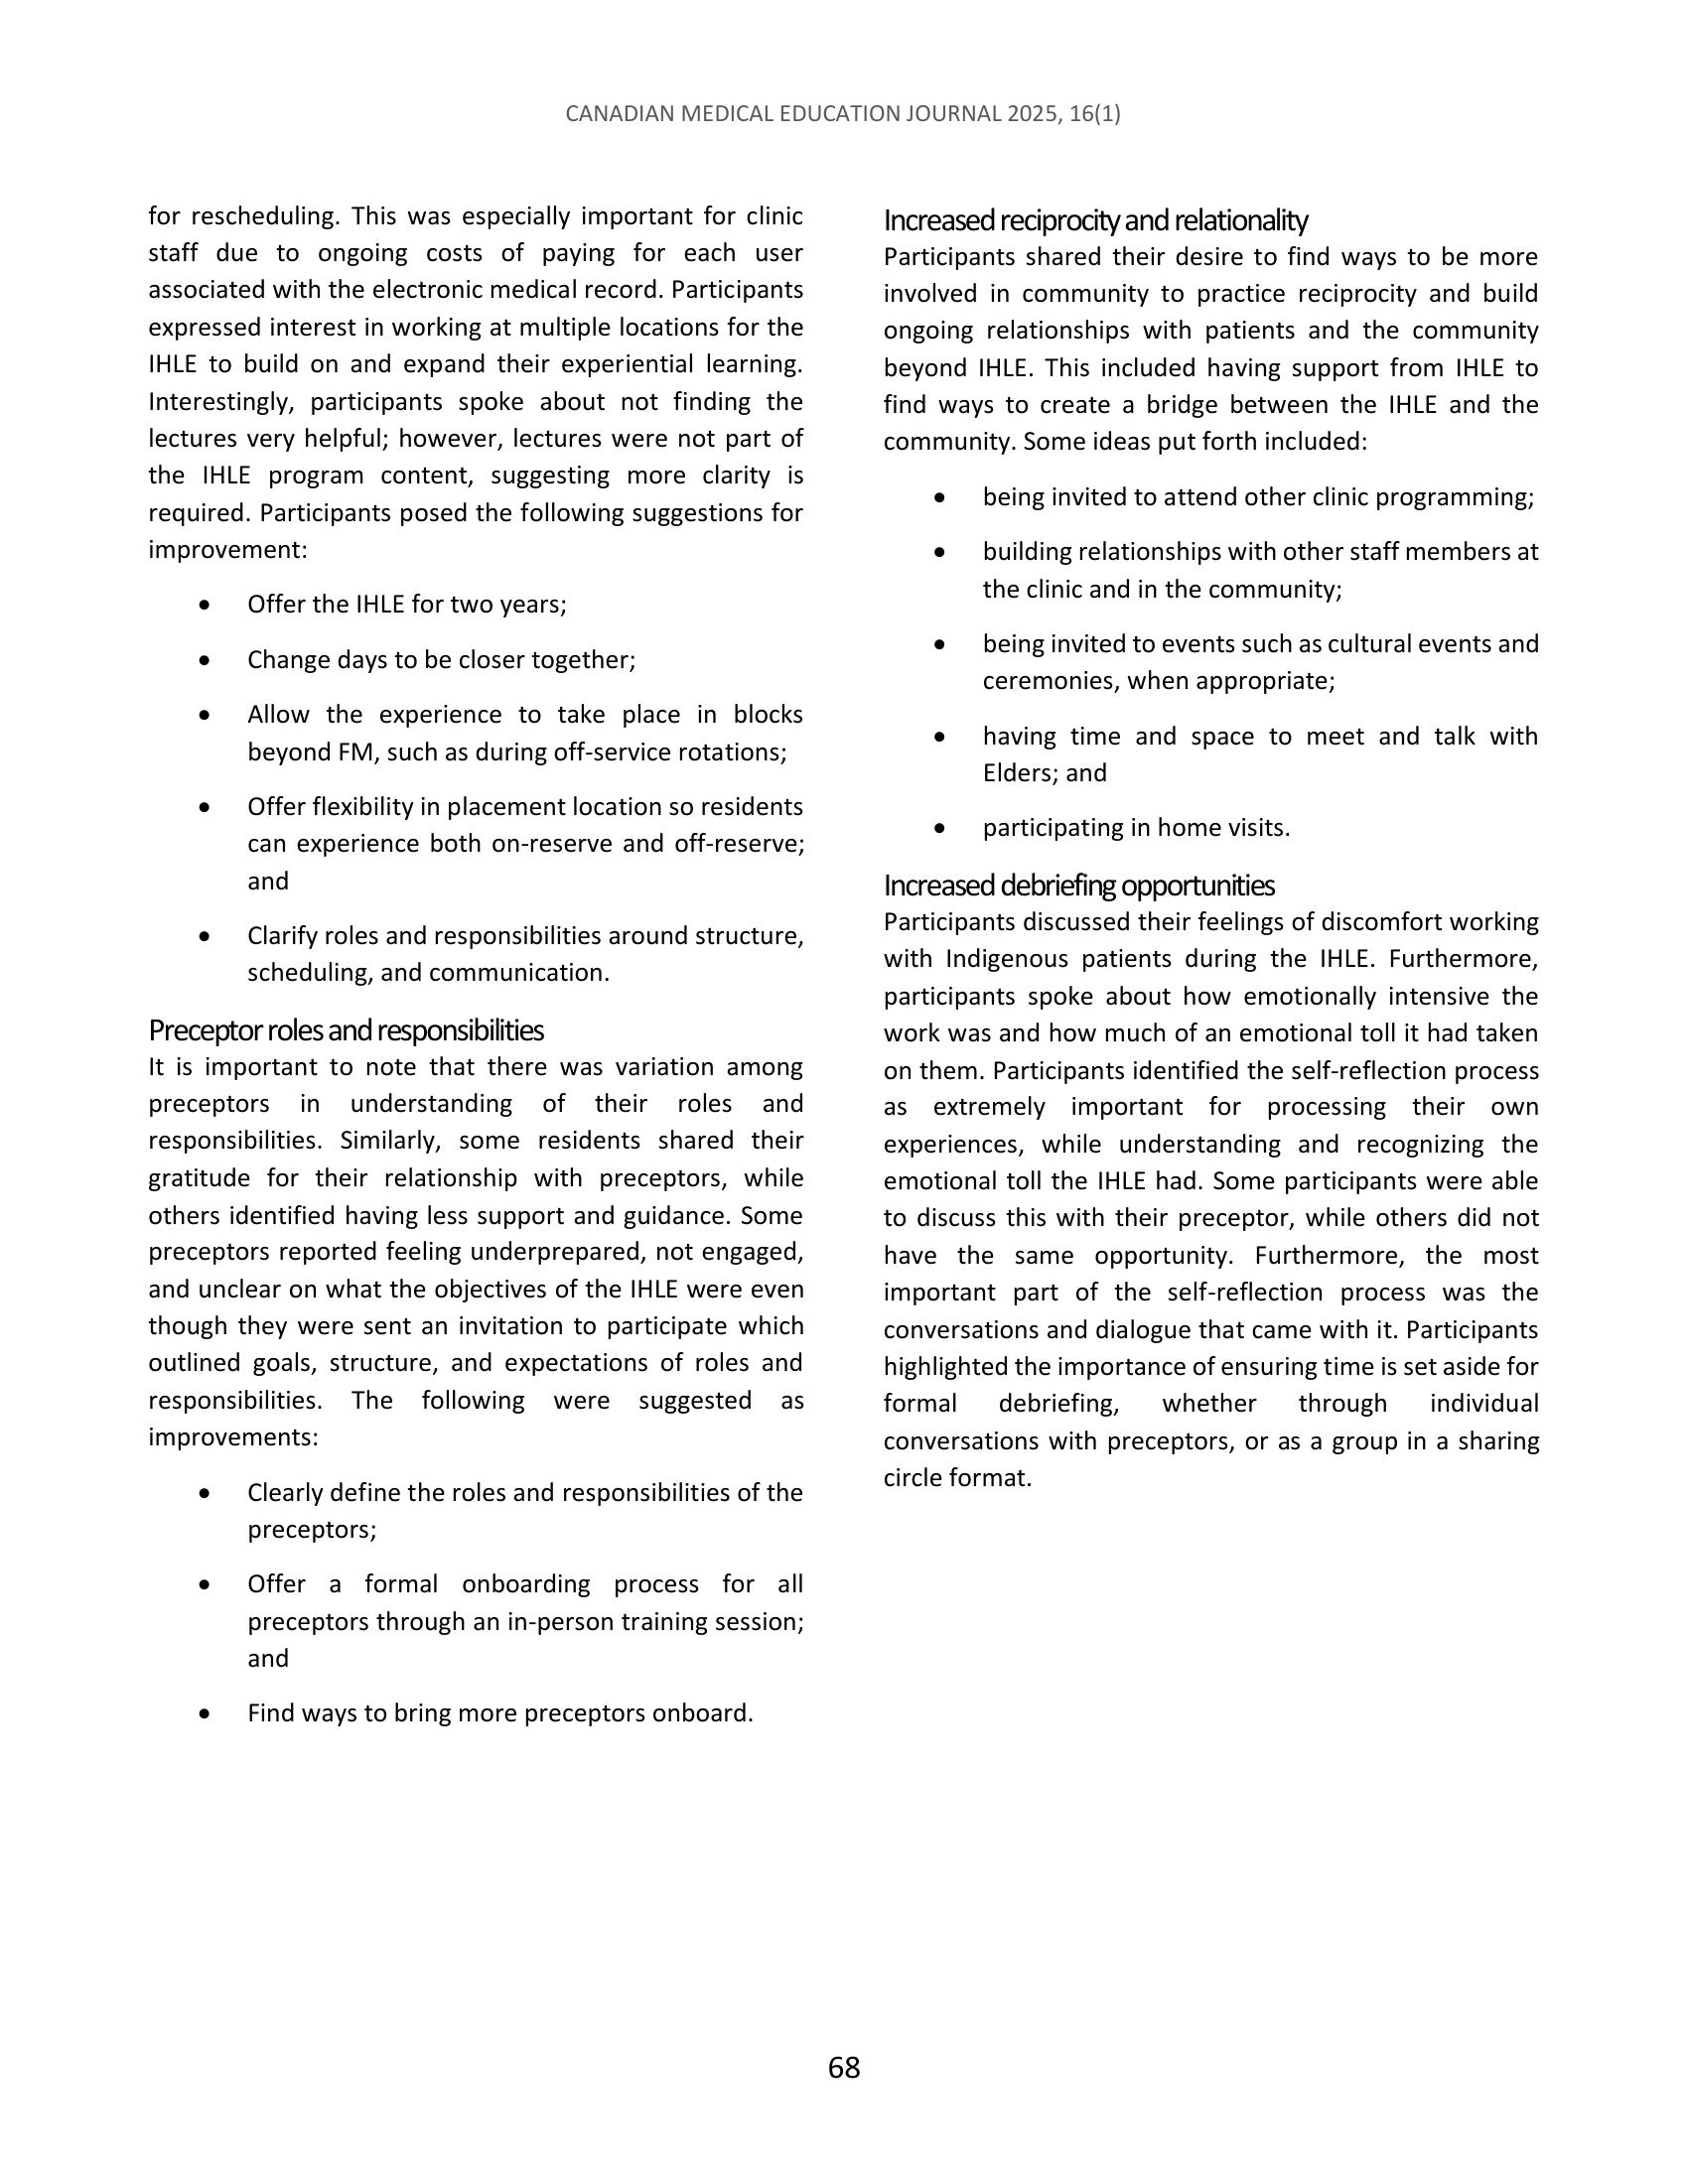 CANADIAN MEDICAL EDUCATION JOURNAL 2025, 16(1)
for rescheduling. This was especially important for clinic
staff due to ongoing costs of paying for each user
associated with the electronic medical record. Participants
expressed interest in working at multiple locations for the
IHLE to build on and expand their experiential learning.
Interestingly, participants spoke about not finding the
lectures very helpful; however, lectures were not part of
the IHLE program content, suggesting more clarity is
required. Participants posed the following suggestions for
improvement:
• Offer the IHLE for two years;
• Change days to be closer together;
• Allow the experience to take place in blocks
beyond FM, such as during off-service rotations;
• Offer flexibility in placement location so residents
can experience both on-reserve and off-reserve;
and
• Clarify roles and responsibilities around structure,
scheduling, and communication.
Preceptor roles and responsibilities
It is important to note that there was variation among
preceptors in understanding of their roles and
responsibilities. Similarly, some residents shared their
gratitude for their relationship with preceptors, while
others identified having less support and guidance. Some
preceptors reported feeling underprepared, not engaged,
and unclear on what the objectives of the IHLE were even
though they were sent an invitation to participate which
outlined goals, structure, and expectations of roles and
responsibilities. The following were suggested as
improvements:
• Clearly define the roles and responsibilities of the
preceptors;
• Offer a formal onboarding process for all
preceptors through an in-person training session;
and
• Find ways to bring more preceptors onboard.
Increased reciprocity and relationality
Participants shared their desire to find ways to be more
involved in community to practice reciprocity and build
ongoing relationships with patients and the community
beyond IHLE. This included having support from IHLE to
find ways to create a bridge between the IHLE and the
community. Some ideas put forth included:
• being invited to attend other clinic programming;
• building relationships with other staff members at
the clinic and in the community;
• being invited to events such as cultural events and
ceremonies, when appropriate;
• having time and space to meet and talk with
Elders; and
• participating in home visits.
Increased debriefing opportunities
Participants discussed their feelings of discomfort working
with Indigenous patients during the IHLE. Furthermore,
participants spoke about how emotionally intensive the
work was and how much of an emotional toll it had taken
on them. Participants identified the self-reflection process
as extremely important for processing their own
experiences, while understanding and recognizing the
emotional toll the IHLE had. Some participants were able
to discuss this with their preceptor, while others did not
have the same opportunity. Furthermore, the most
important part of the self-reflection process was the
conversations and dialogue that came with it. Participants
highlighted the importance of ensuring time is set aside for
formal debriefing, whether through individual
conversations with preceptors, or as a group in a sharing
circle format.
68